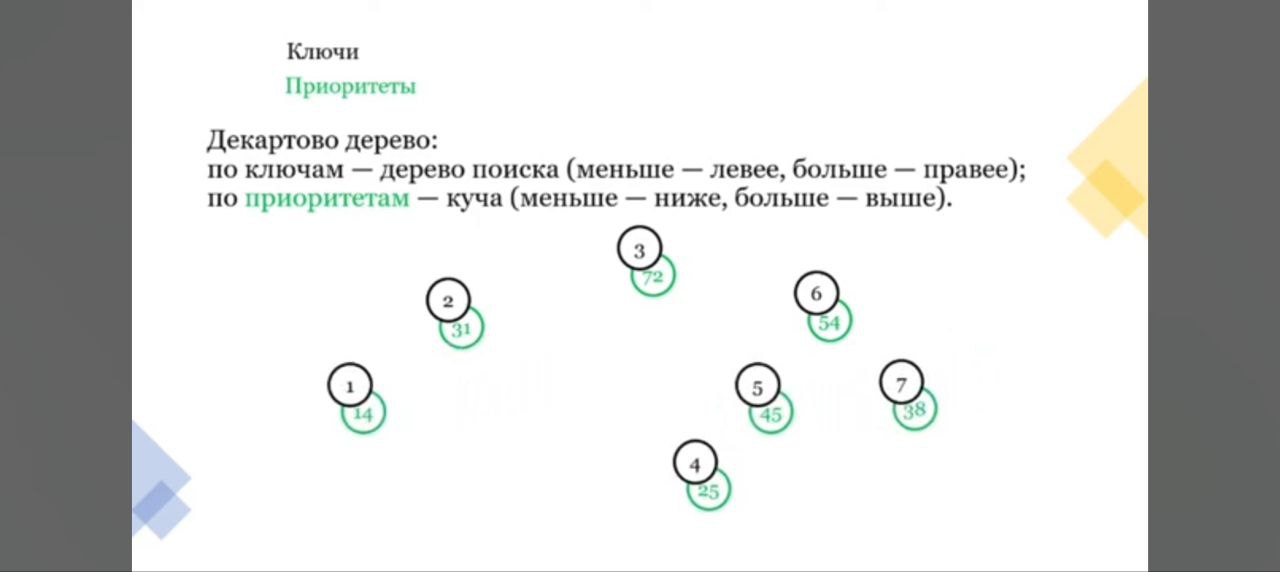 Ключи
Приоритеты
Декартово дерево:
по ключам — дерево поиска (меньше — левее, больше — правее);
по приоритетам — куча (меньше — ниже, больше — выше).
3
72
2
31
6
54
1
14
5
45
7
38
4
25